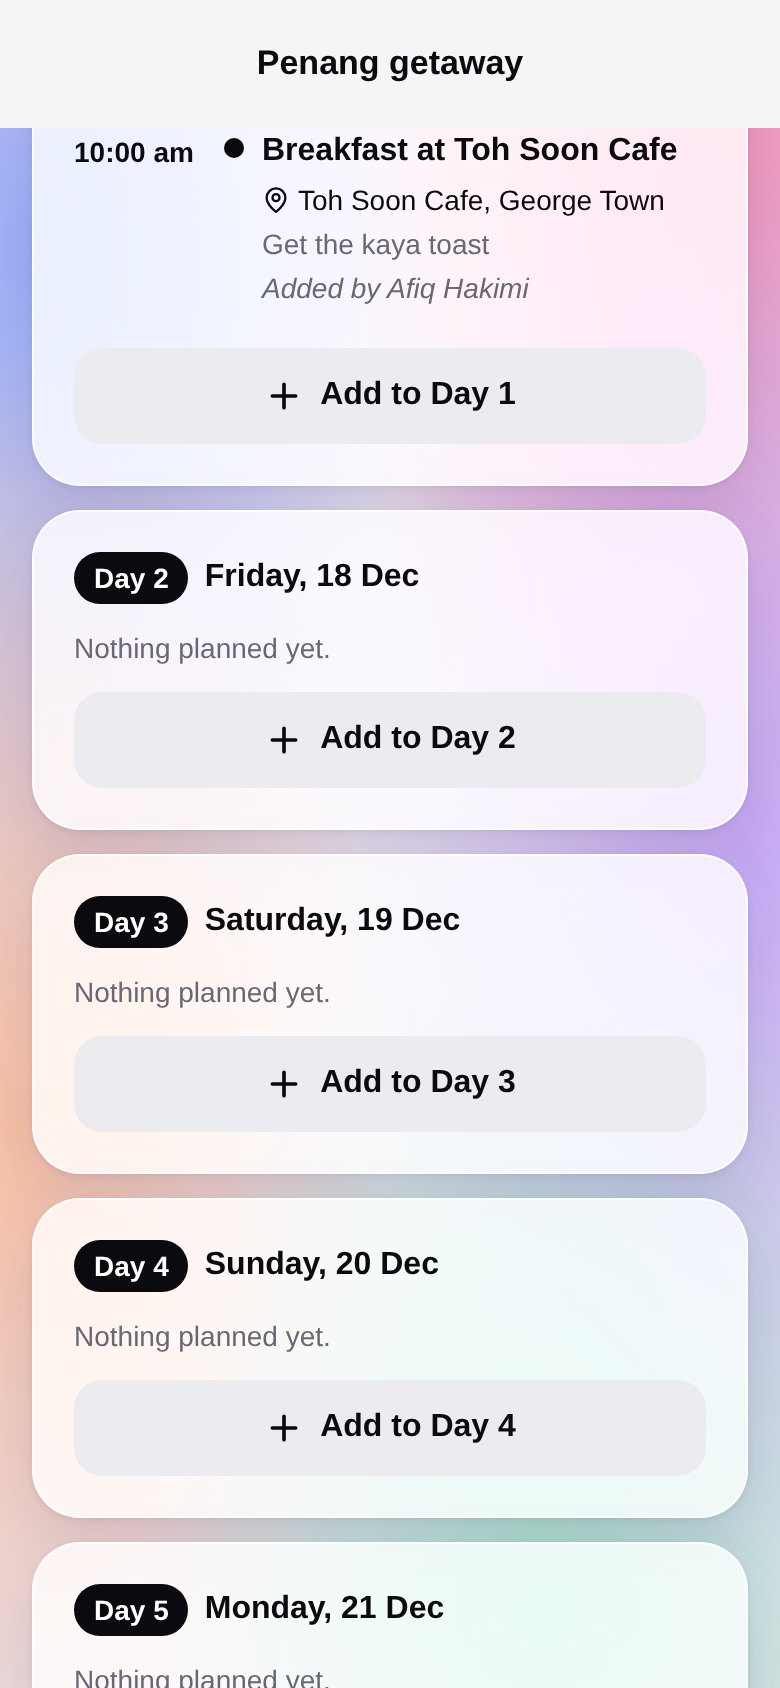 Penang getaway
10:00 am
Breakfast at Toh Soon Cafe
Toh Soon Cafe, George Town
Get the kaya toast
Added by Afiq Hakimi
Add to Day 1
Day 2 Friday, 18 Dec
Nothing planned yet.
Add to Day 2
Day 3 Saturday, 19 Dec
Nothing planned yet.
Add to Day 3
Day 4 Sunday, 20 Dec
Nothing planned yet.
Add to Day 4
Day 5 Monday, 21 Dec
Nothing planned yet.